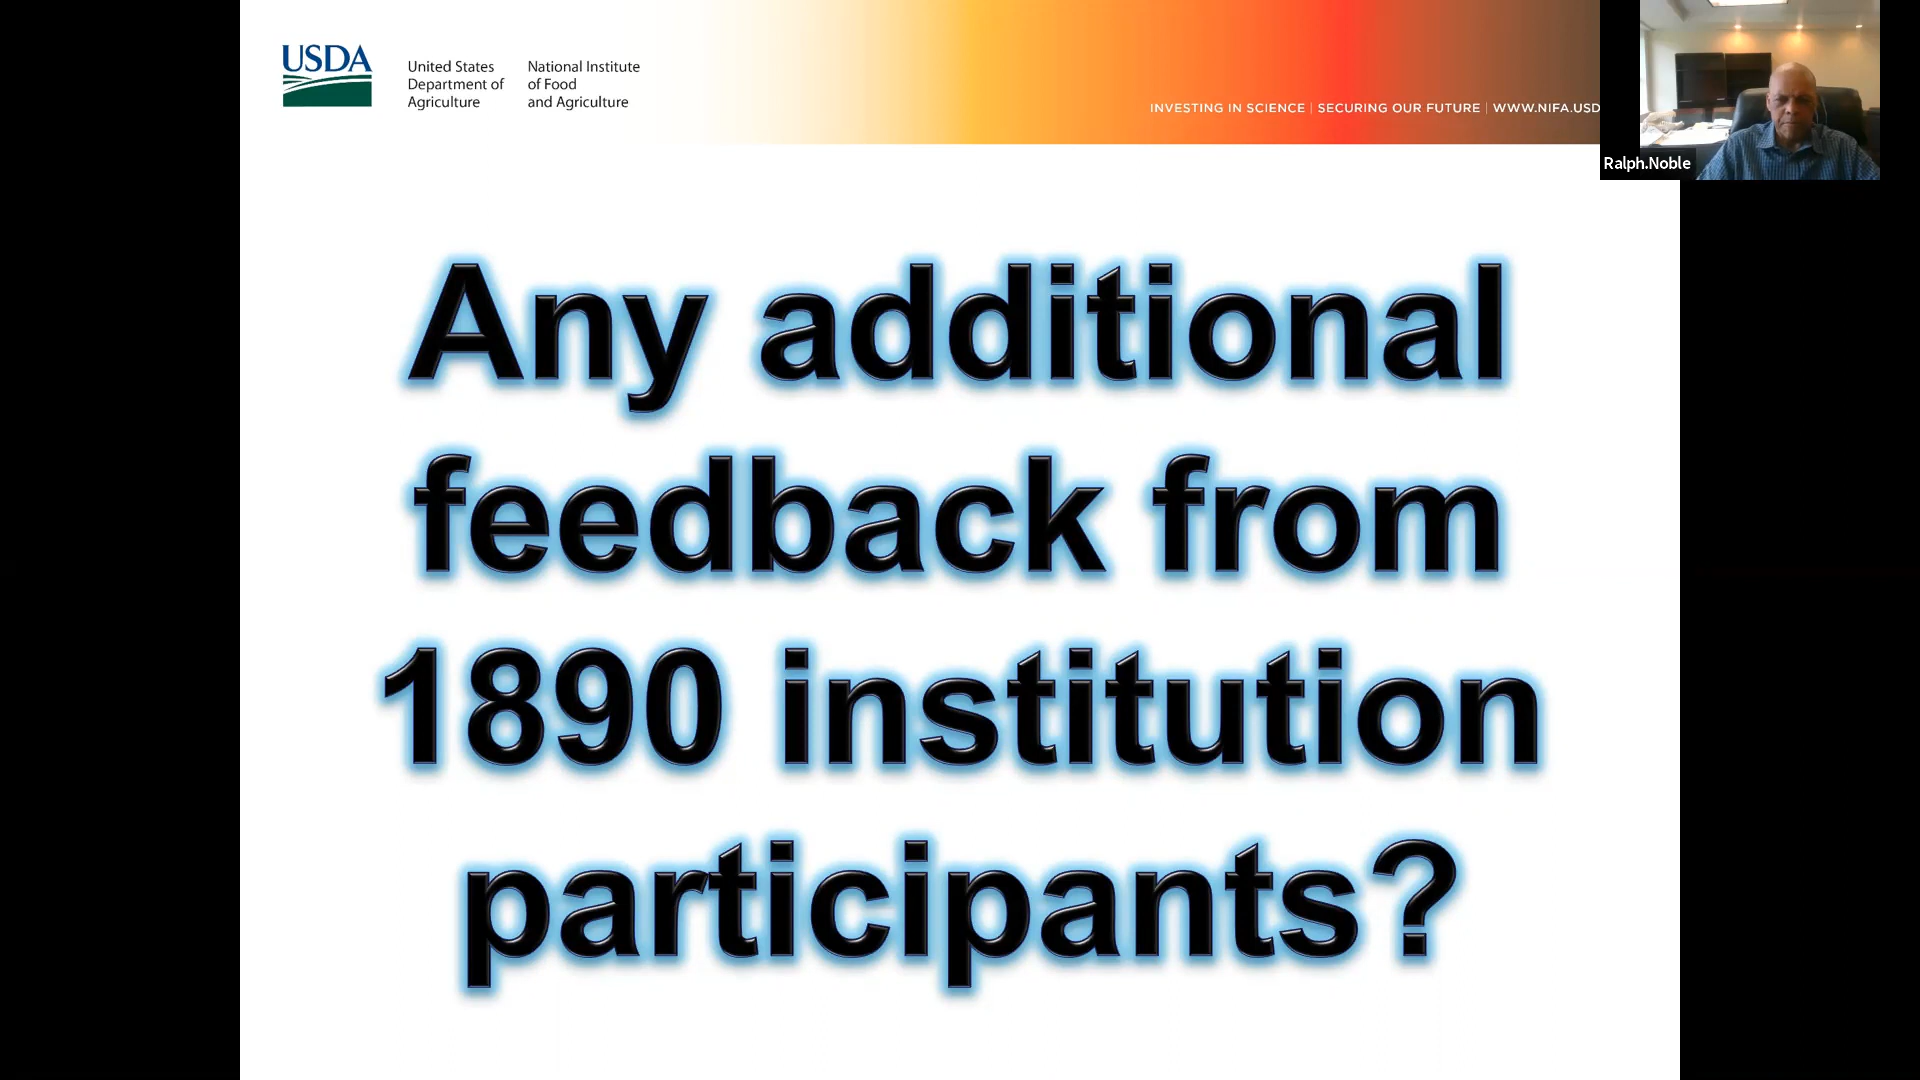 USDA
United States
Department of
Agriculture
National Institute
of Food
and Agriculture
INVESTING IN SCIENCE | SECURING OUR FUTURE | WWW.NIFA.USD
Ralph.Noble
Any additional
feedback from
1890 institution
participants?